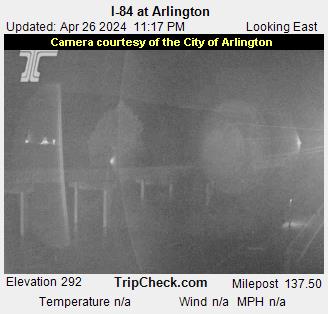 I-84 at Arlington
Updated: Apr 26 2024 11:17 PM Looking East
Camera courtesy of the City of Arlington
Elevation 292 TripCheck.com Milepost 137.50
Temperature n/a Wind n/a MPH n/a